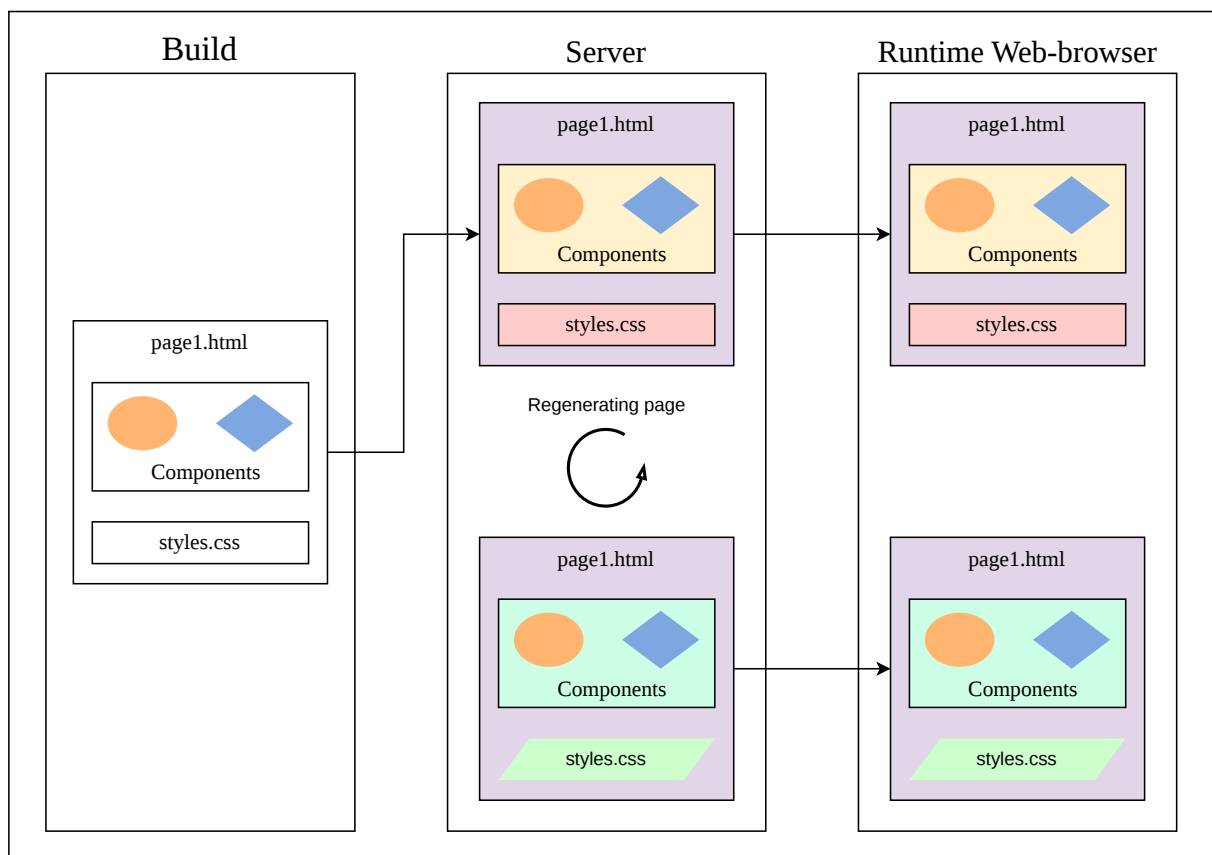 Build
Server
Runtime Web-browser
page1.html
Components
styles.css
page1.html
Components
styles.css
Regenerating page
page1.html
Components
styles.css
page1.html
Components
styles.css
page1.html
Components
styles.css